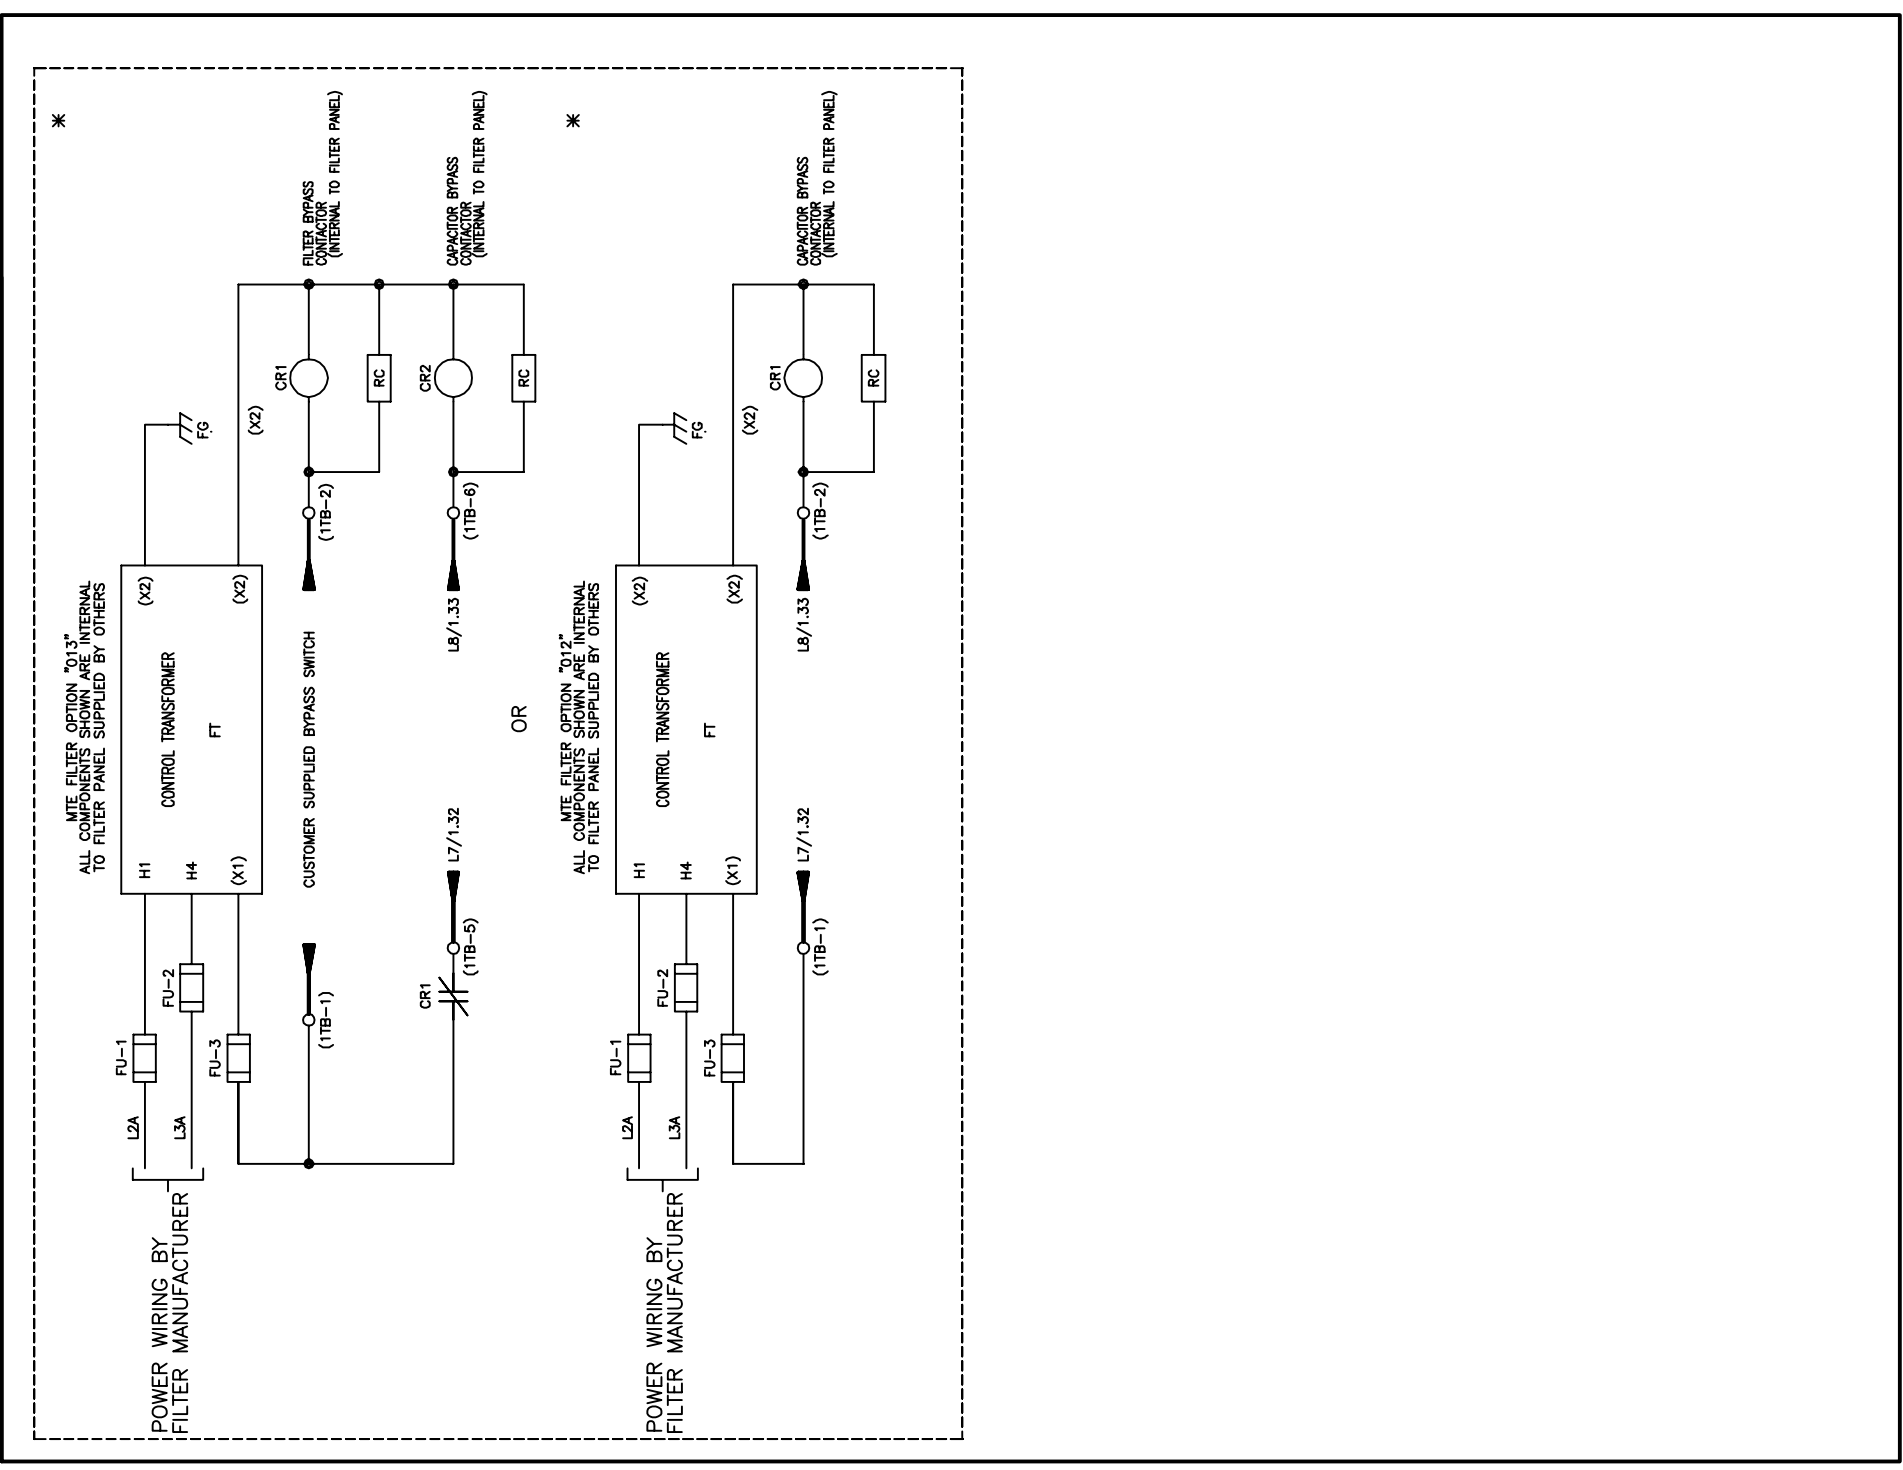 *
MTE FILTER OPTION "013"
ALL COMPONENTS SHOWN ARE INTERNAL
TO FILTER PANEL SUPPLIED BY OTHERS
POWER WIRING BY
FILTER MANUFACTURER
L2A
FU-1
H1
(X2)
FG.
L3A
FU-2
H4
CONTROL TRANSFORMER
FT
FU-3
(X1)
(X2)
(X2)
(1TB-1)
CUSTOMER SUPPLIED BYPASS SWITCH
(1TB-2)
CR1
RC
FILTER BYPASS
CONTACTOR
(INTERNAL TO FILTER PANEL)
CR1
(1TB-5)
L7/1.32
L8/1.33
(1TB-6)
CR2
RC
CAPACITOR BYPASS
CONTACTOR
(INTERNAL TO FILTER PANEL)
OR
*
MTE FILTER OPTION "012"
ALL COMPONENTS SHOWN ARE INTERNAL
TO FILTER PANEL SUPPLIED BY OTHERS
POWER WIRING BY
FILTER MANUFACTURER
L2A
FU-1
H1
(X2)
FG.
L3A
FU-2
H4
CONTROL TRANSFORMER
FT
FU-3
(X1)
(X2)
(X2)
(1TB-1)
L7/1.32
L8/1.33
(1TB-2)
CR1
RC
CAPACITOR BYPASS
CONTACTOR
(INTERNAL TO FILTER PANEL)